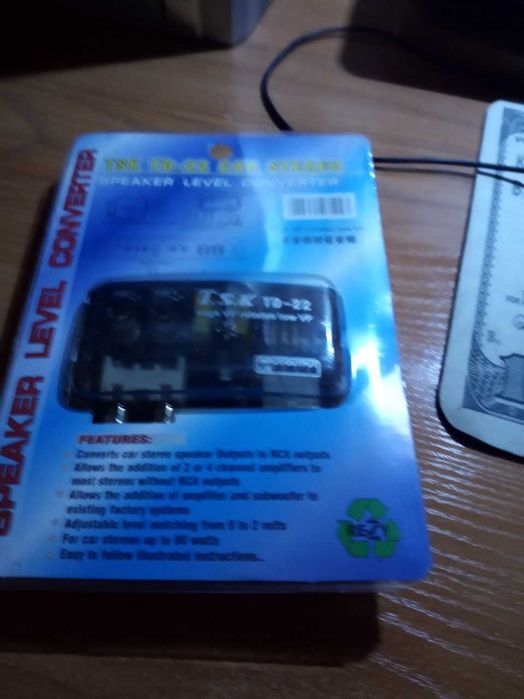 TSK TD-22 CAR STEREO
SPEAKER LEVEL CONVERTER
SPEAKER LEVEL CONVERTER
TSK TD-22
FEATURES:
Converts car stereo speaker Outputs to RCA outputs
Allows the addition of 2 or 4 channel amplifiers to
most stereos without RCA outputs
Allows the addition of amplifier and subwoofer to
existing factory systems
Adjustable level matching from 0 to 2 volts
For car stereos up to 80 watts
Easy to follow illustrated instructions...